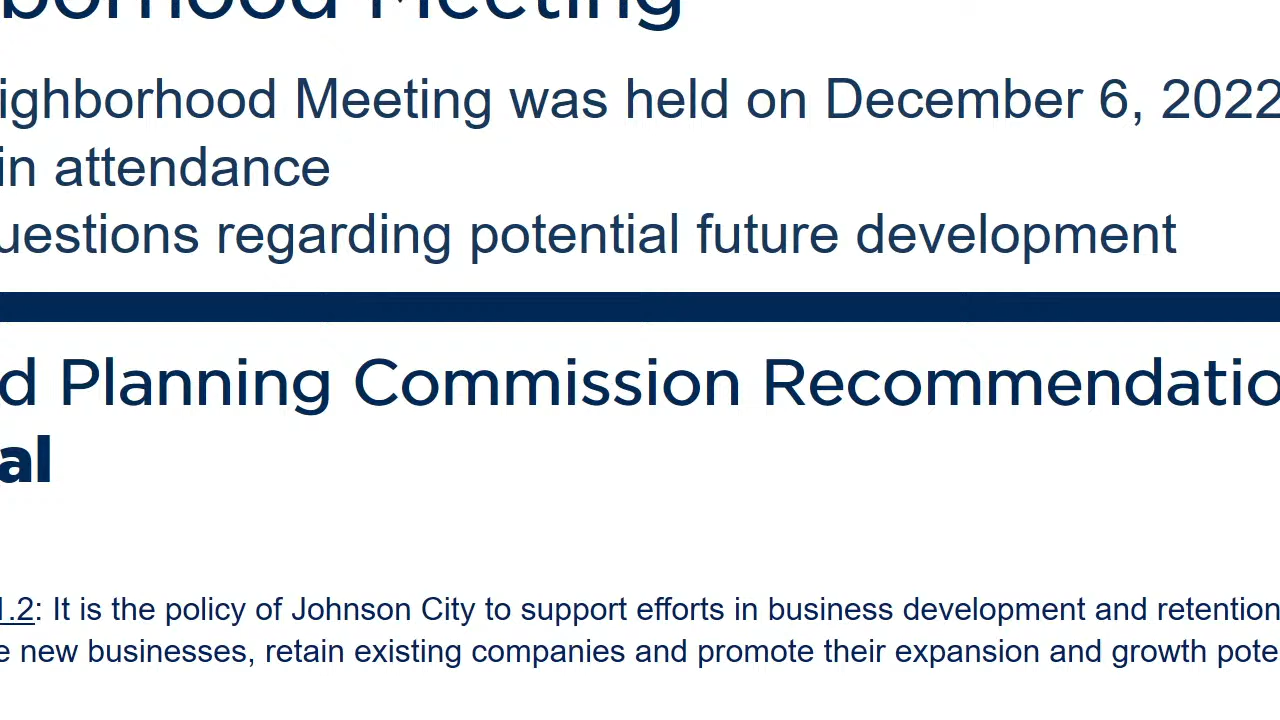 borhood Meeting
ighborhood Meeting was held on December 6, 2022
in attendance
uestions regarding potential future development
d Planning Commission Recommendatio
al
1.2: It is the policy of Johnson City to support efforts in business development and retention
e new businesses, retain existing companies and promote their expansion and growth pote